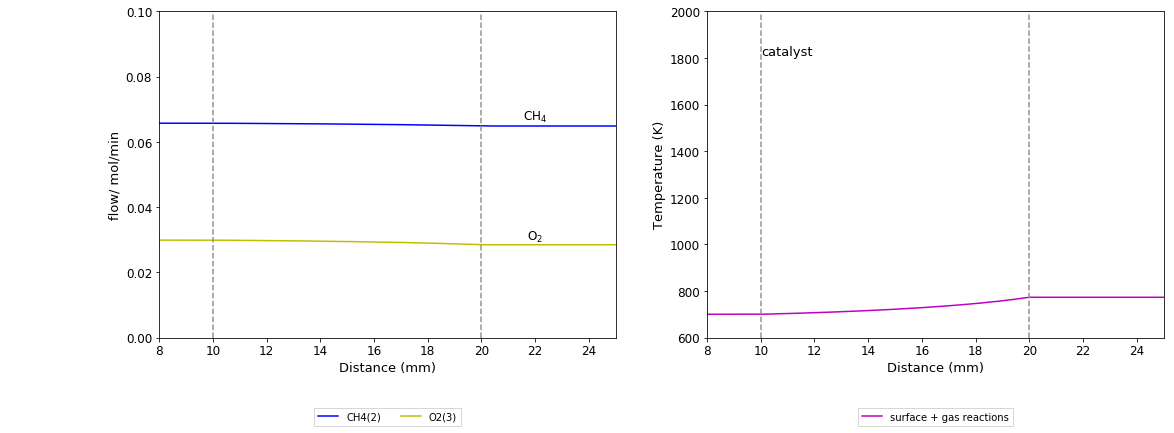 0.10
0.08
0.06
0.04
0.02
0.00
flow/ mol/min
CH4
O2
8 10 12 14 16 18 20 22 24
Distance (mm)
CH4(2) O2(3)
2000
1800
1600
1400
1200
1000
800
600
Temperature (K)
catalyst
8 10 12 14 16 18 20 22 24
Distance (mm)
surface + gas reactions